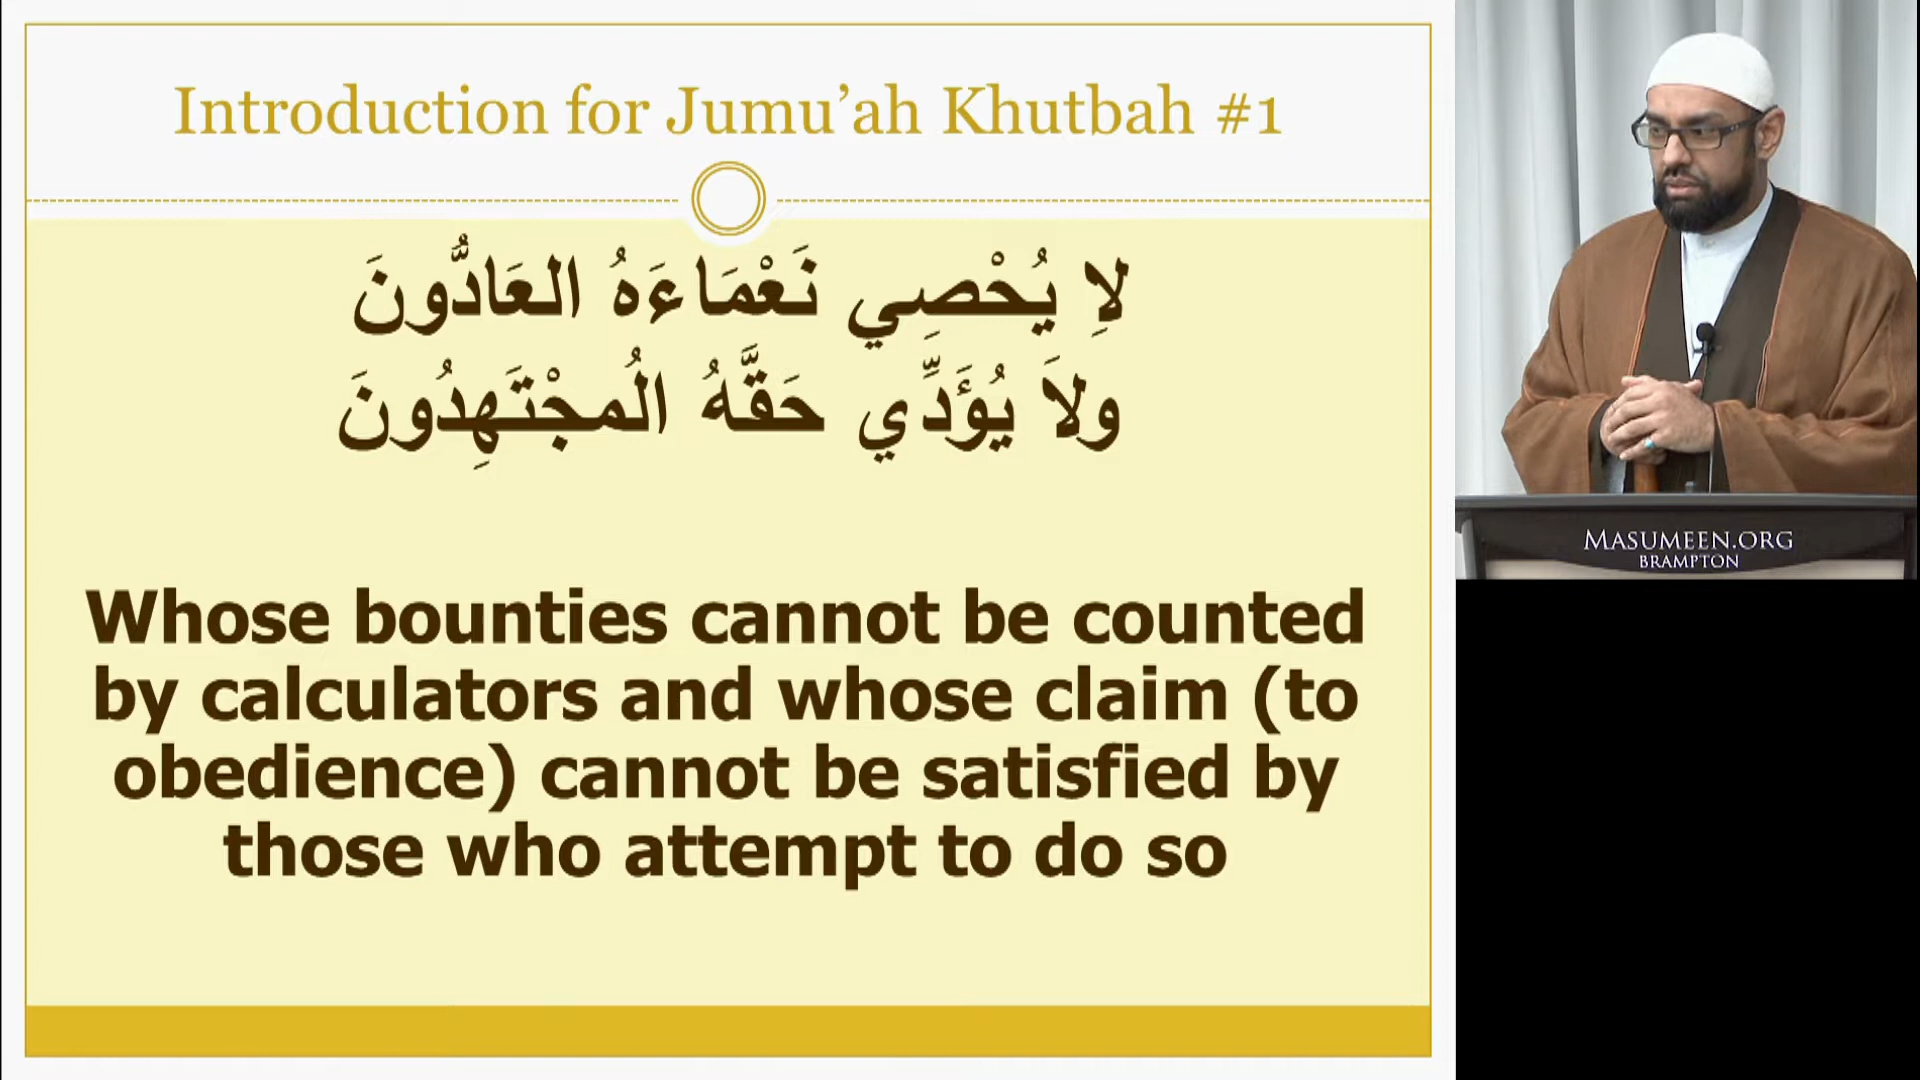 Introduction for Jumu’ah Khutbah #1
لاِ يُحْصِي نَعْمَاءَهُ العَادُّونَ
ولاَ يُؤَدِّي حَقَّهُ الُمجْتَهِدُونَ
Whose bounties cannot be counted
by calculators and whose claim (to
obedience) cannot be satisfied by
those who attempt to do so
MASUMEEN.ORG
BRAMPTON